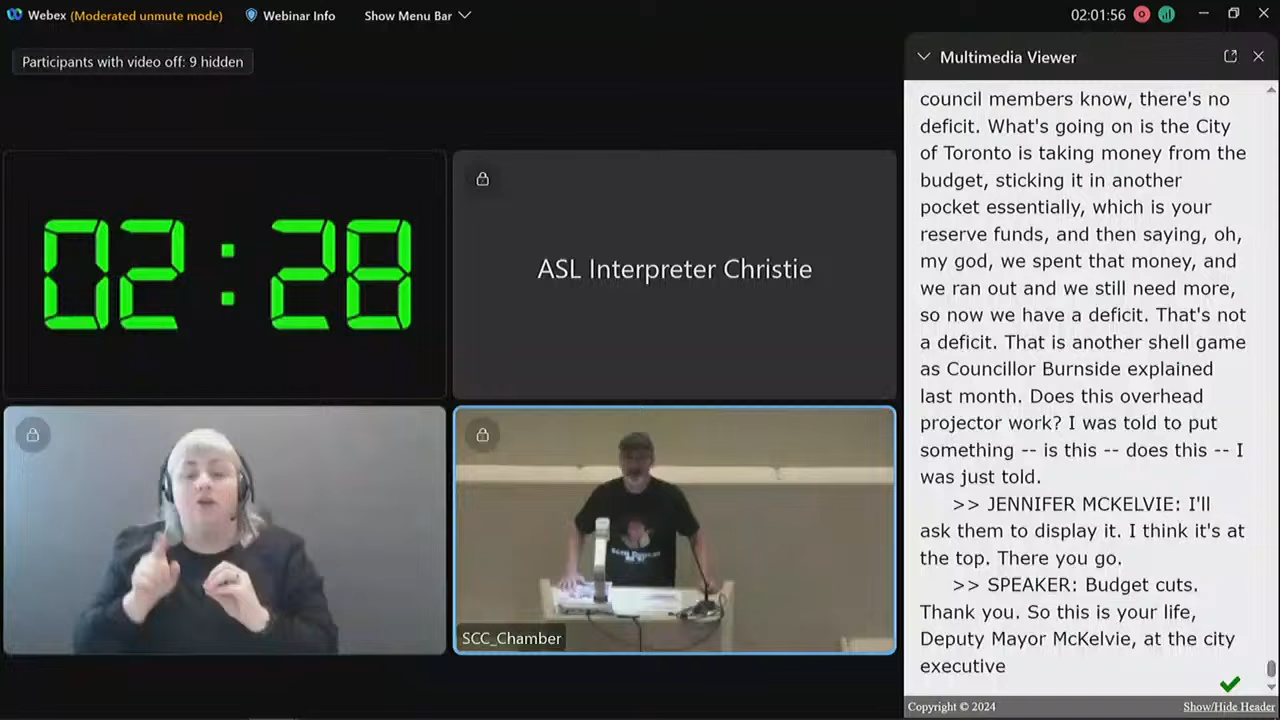 Webex (Moderated unmute mode) Webinar Info Show Menu Bar 02:01:56
Participants with video off: 9 hidden
02:28
ASL Interpreter Christie
SCC_Chamber
Multimedia Viewer
council members know, there's no
deficit. What's going on is the City
of Toronto is taking money from the
budget, sticking it in another
pocket essentially, which is your
reserve funds, and then saying, oh,
my god, we spent that money, and
we ran out and we still need more,
so now we have a deficit. That's not
a deficit. That is another shell game
as Councillor Burnside explained
last month. Does this overhead
projector work? I was told to put
something -- is this -- does this -- I
was just told.
>> JENNIFER MCKELVIE: I'll
ask them to display it. I think it's at
the top. There you go.
>> SPEAKER: Budget cuts.
Thank you. So this is your life,
Deputy Mayor McKelvie, at the city
executive
Copyright © 2024 Show/Hide Header